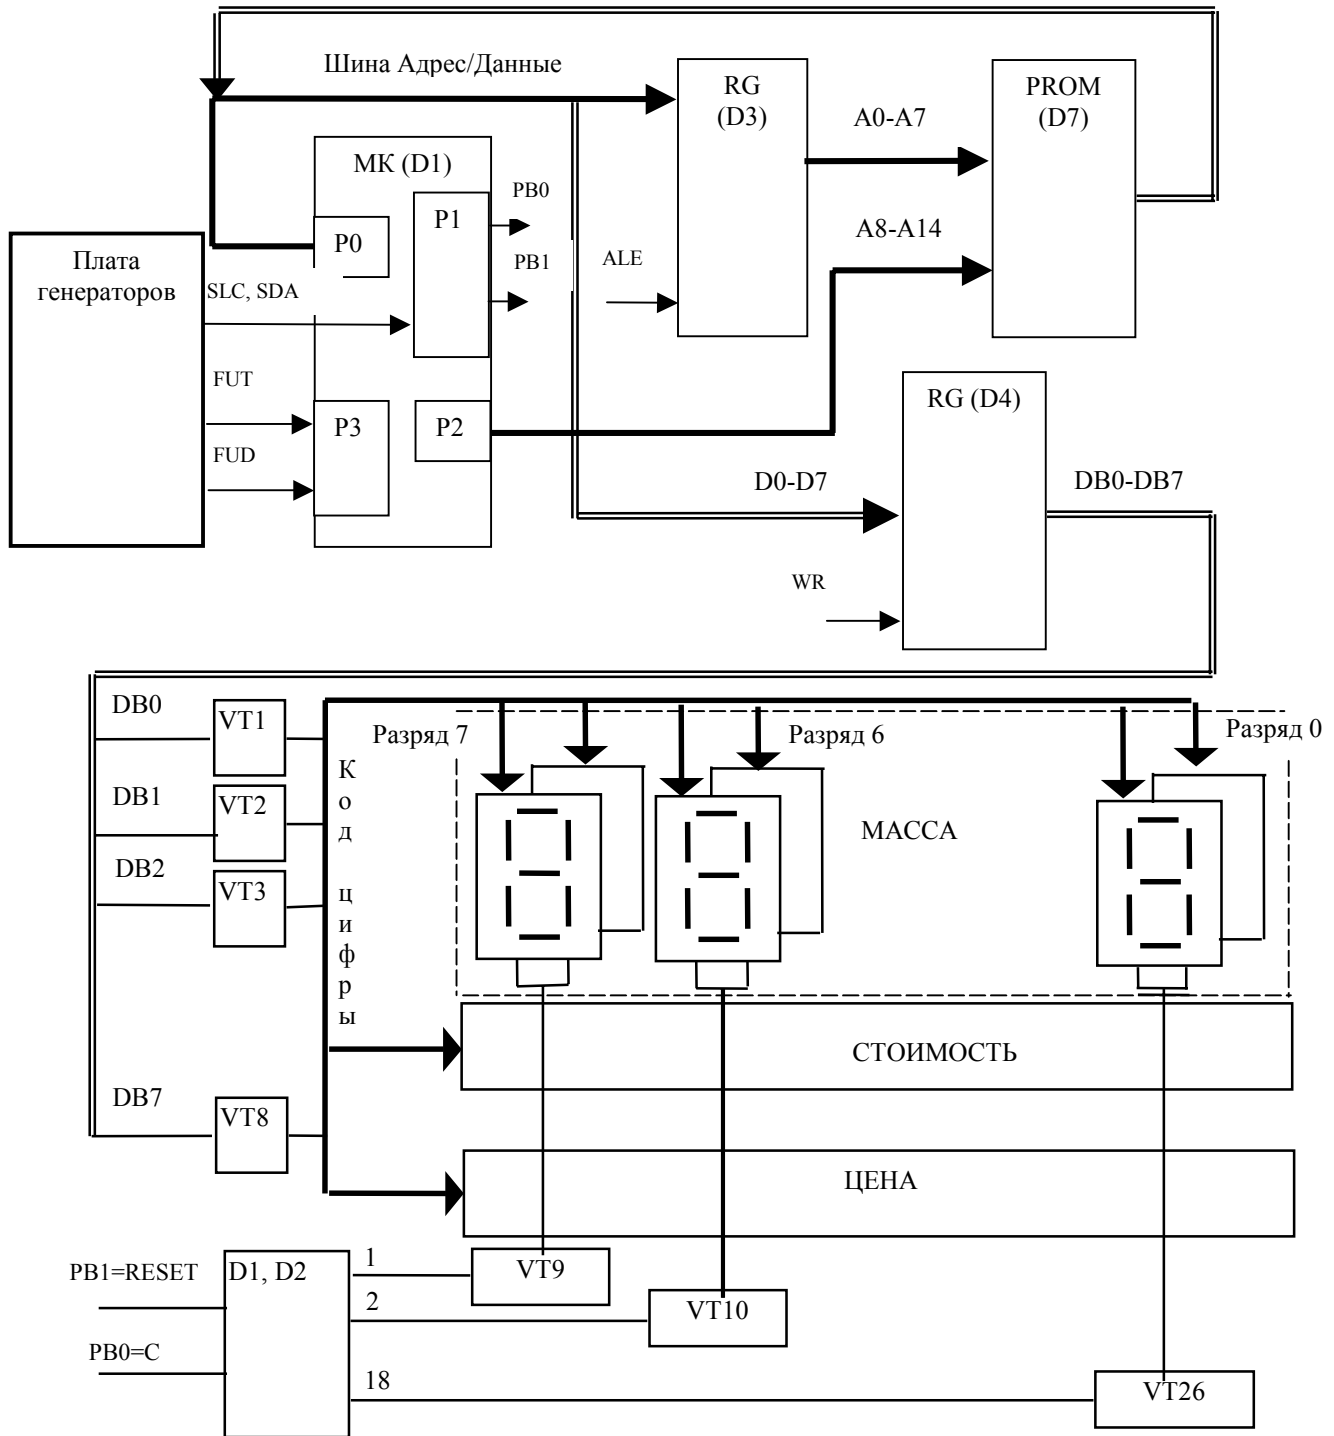 Шина Адрес/Данные
RG
(D3)
PROM
(D7)
A0-A7
МК (D1)
PB0
P1
P0
A8-A14
PB1
ALE
Плата
генераторов
SLC, SDA
FUT
RG (D4)
P3
P2
FUD
D0-D7
DB0-DB7
WR
DB0
VT1
Разряд 7
Разряд 6
Разряд 0
Код цифры
DB1
VT2
МАССА
DB2
VT3
СТОИМОСТЬ
DB7
VT8
ЦЕНА
PB1=RESET
D1, D2
1
VT9
2
VT10
PB0=C
18
VT26